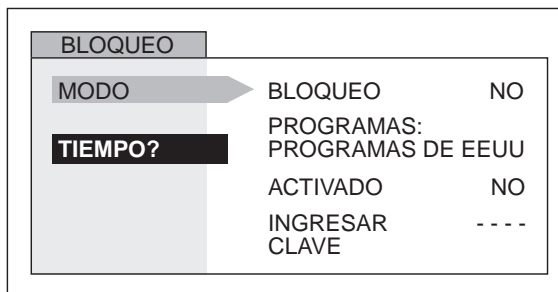 BLOQUEO
MODO
TIEMPO?
BLOQUEO NO
PROGRAMAS:
PROGRAMAS DE EEUU
ACTIVADO NO
INGRESAR - - - -
CLAVE